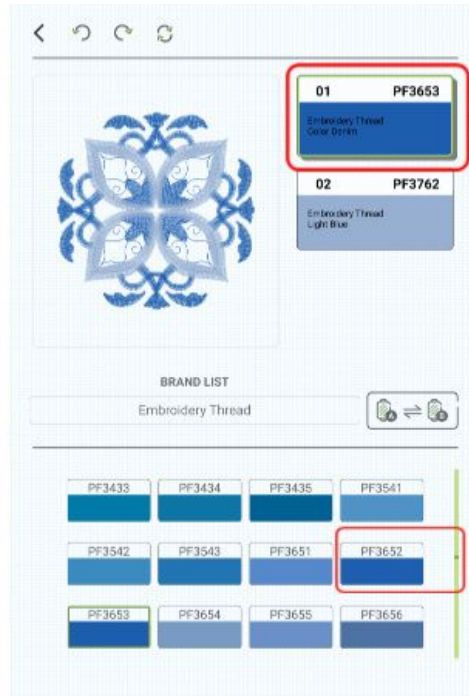 01 PF3653
Embroidery Thread
Color Denim
02 PF3762
Embroidery Thread
Light Blue
BRAND LIST
Embroidery Thread
PF3433 PF3434 PF3435 PF3541
PF3542 PF3543 PF3651 PF3652
PF3653 PF3654 PF3655 PF3656